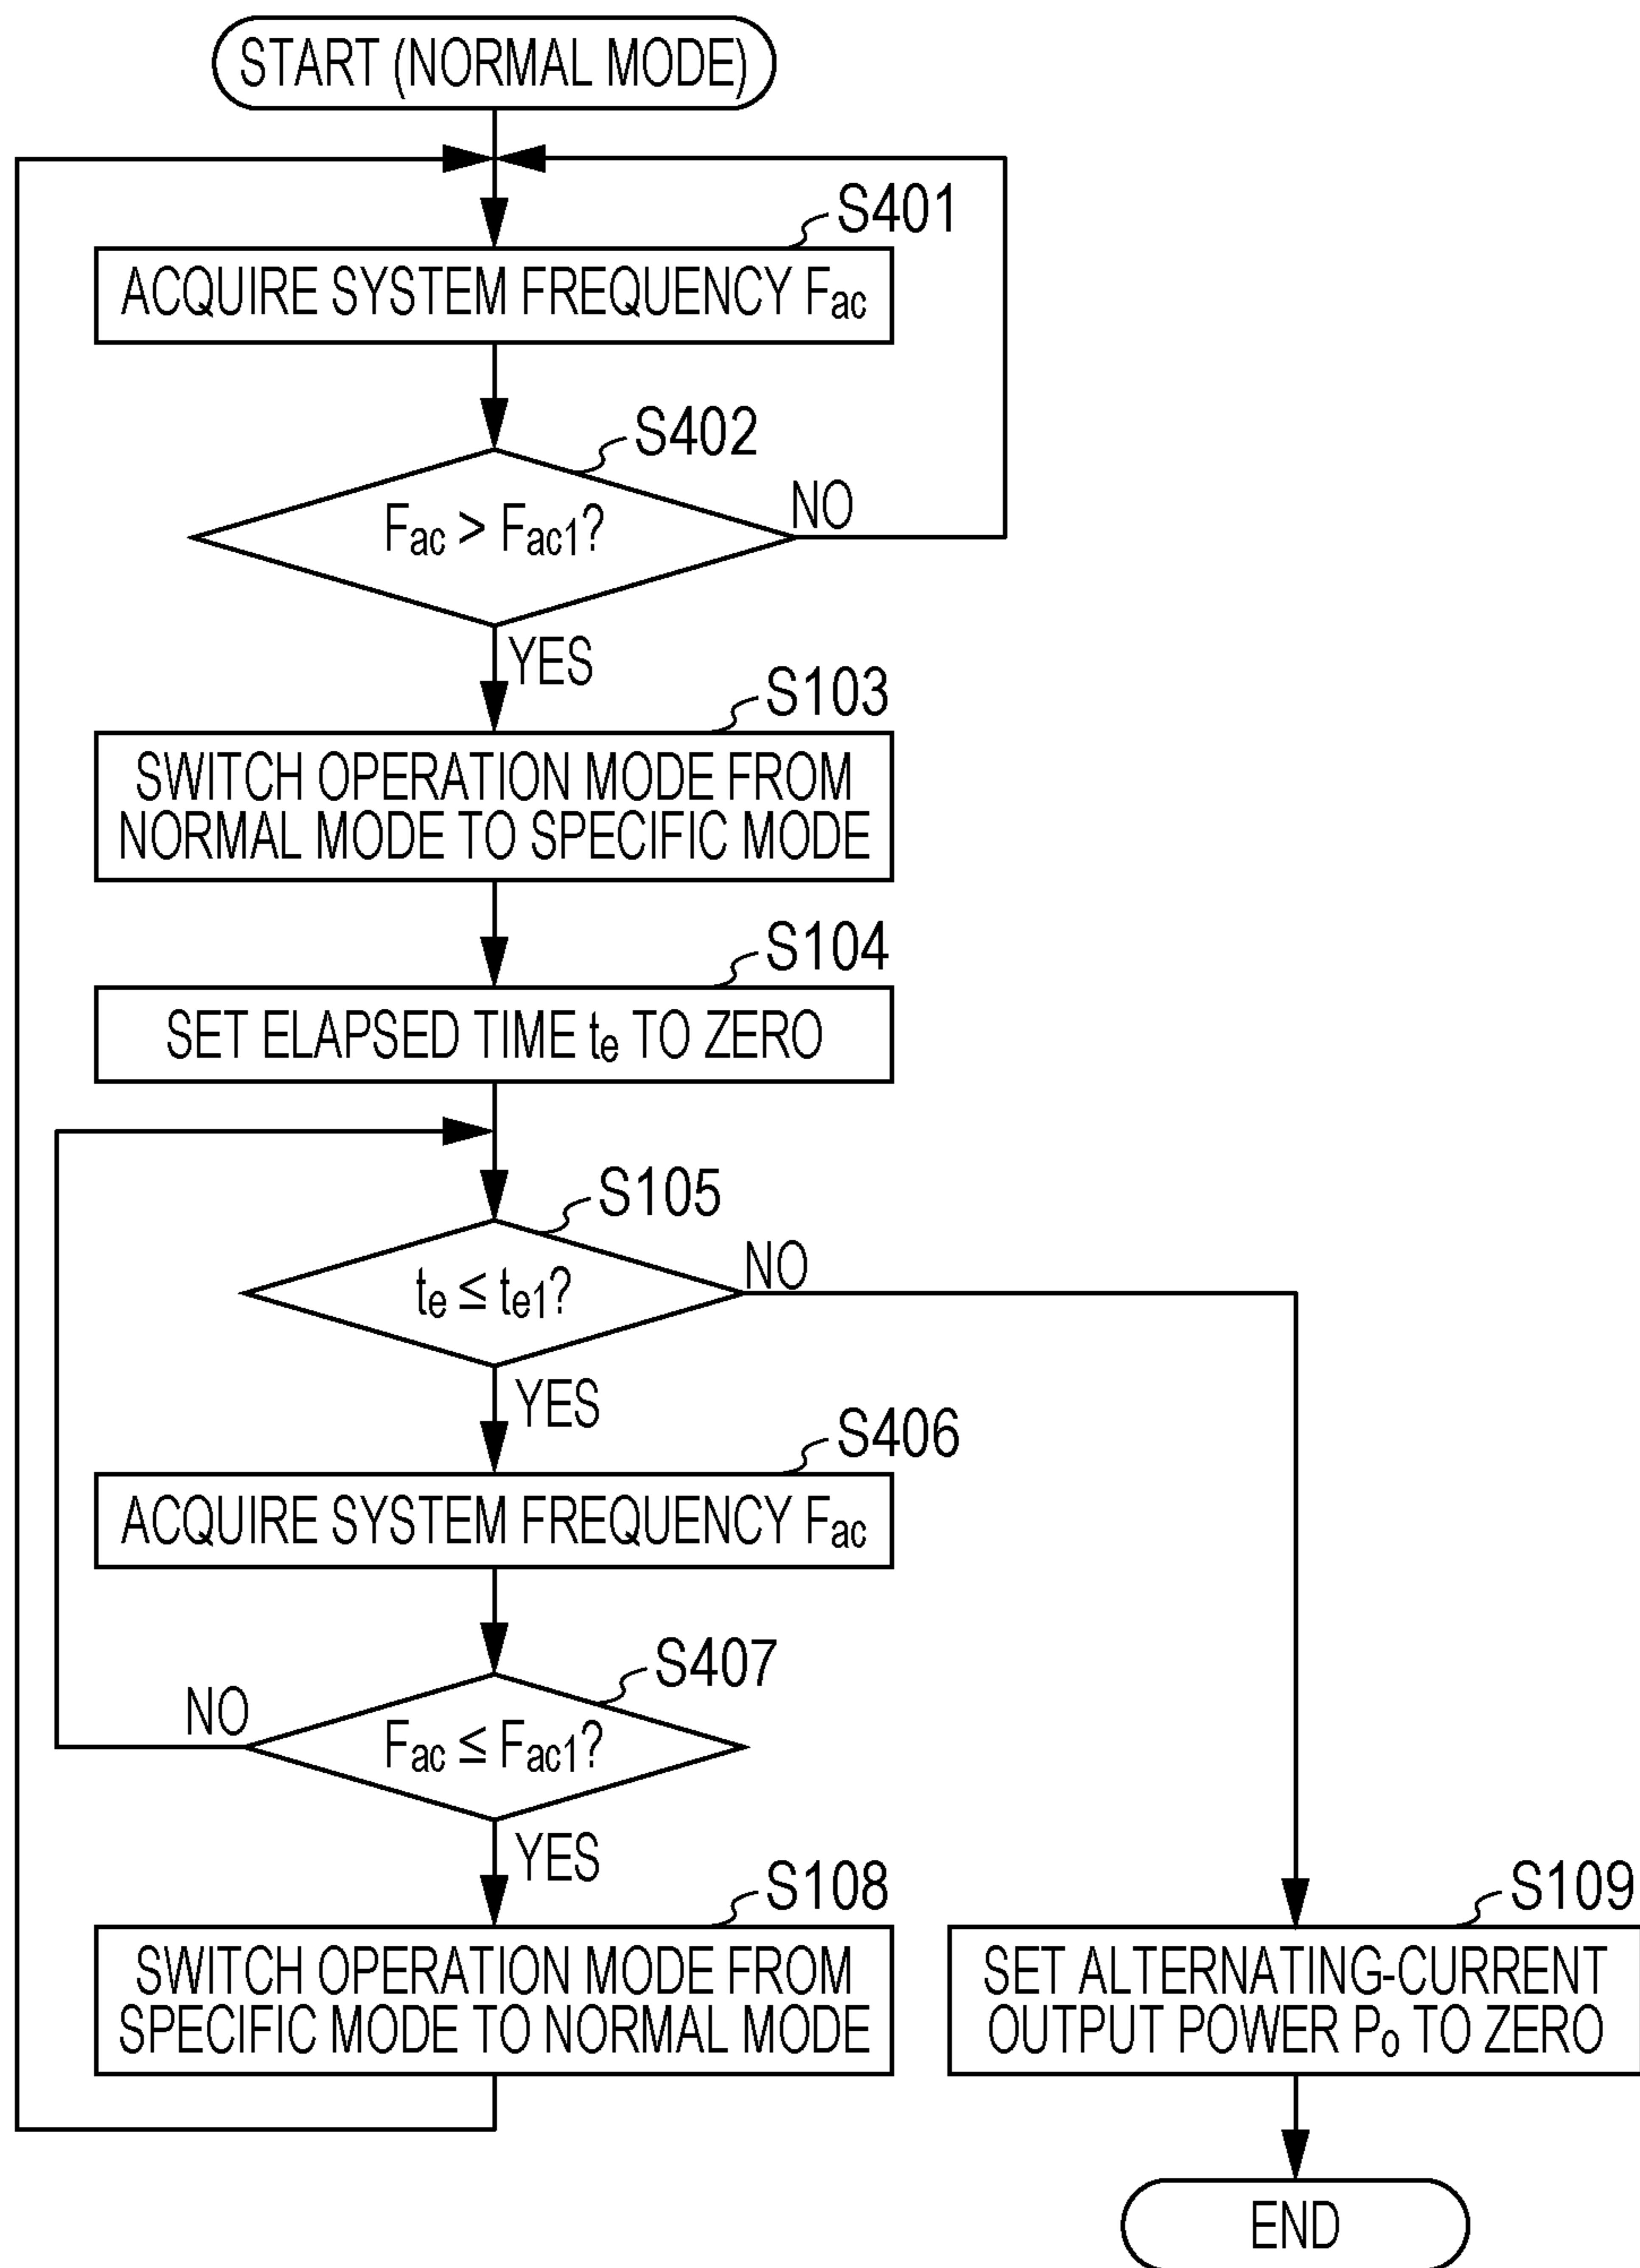 START (NORMAL MODE)
S401
ACQUIRE SYSTEM FREQUENCY Fac
S402
Fac > Fac1?
NO
YES
S103
SWITCH OPERATION MODE FROM
NORMAL MODE TO SPECIFIC MODE
S104
SET ELAPSED TIME te TO ZERO
S105
te ≤ te1?
NO
YES
S406
ACQUIRE SYSTEM FREQUENCY Fac
S407
Fac ≤ Fac1?
NO
YES
S108
SWITCH OPERATION MODE FROM
SPECIFIC MODE TO NORMAL MODE
S109
SET ALTERNATING-CURRENT
OUTPUT POWER Po TO ZERO
END